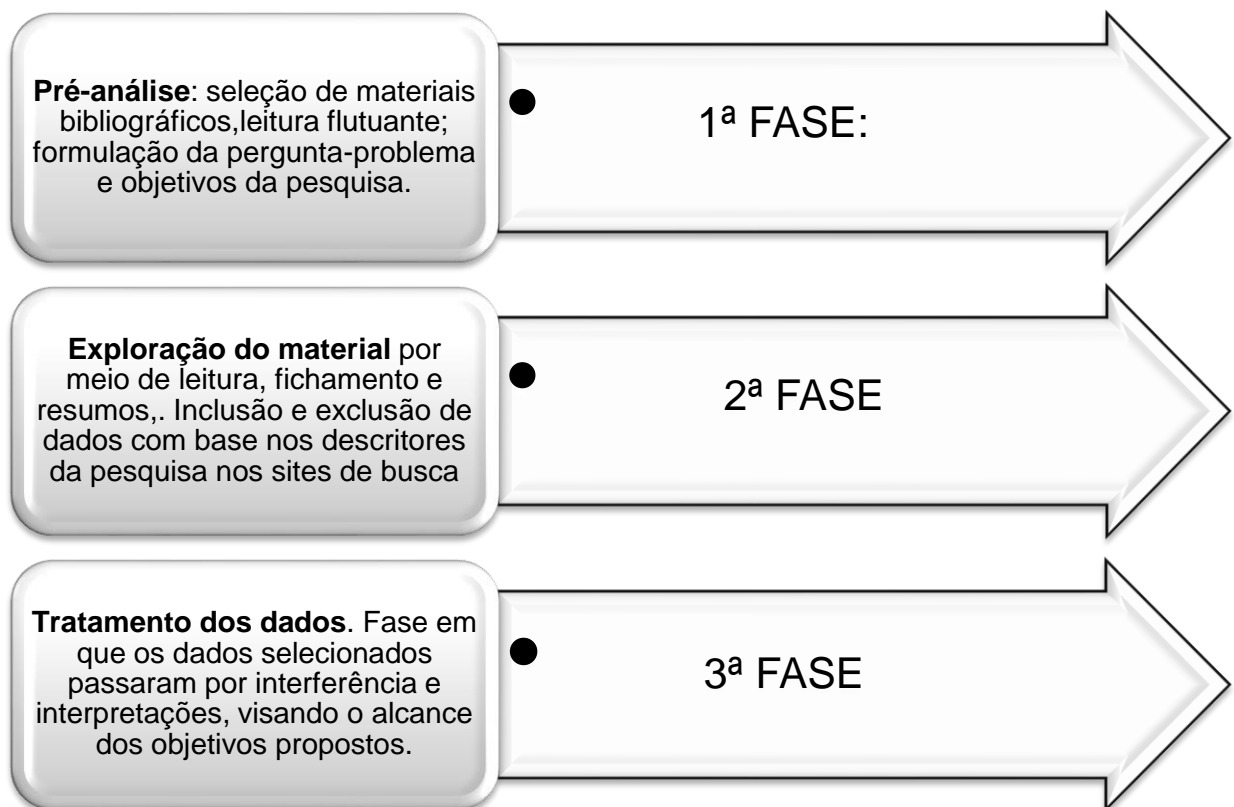 Pré-análise: seleção de materiais
bibliográficos,leitura flutuante;
formulação da pergunta-problema
e objetivos da pesquisa.
• 1ª FASE:
Exploração do material por
meio de leitura, fichamento e
resumos,. Inclusão e exclusão de
dados com base nos descritores
da pesquisa nos sites de busca
• 2ª FASE
Tratamento dos dados. Fase em
que os dados selecionados
passaram por interferência e
interpretações, visando o alcance
dos objetivos propostos.
• 3ª FASE